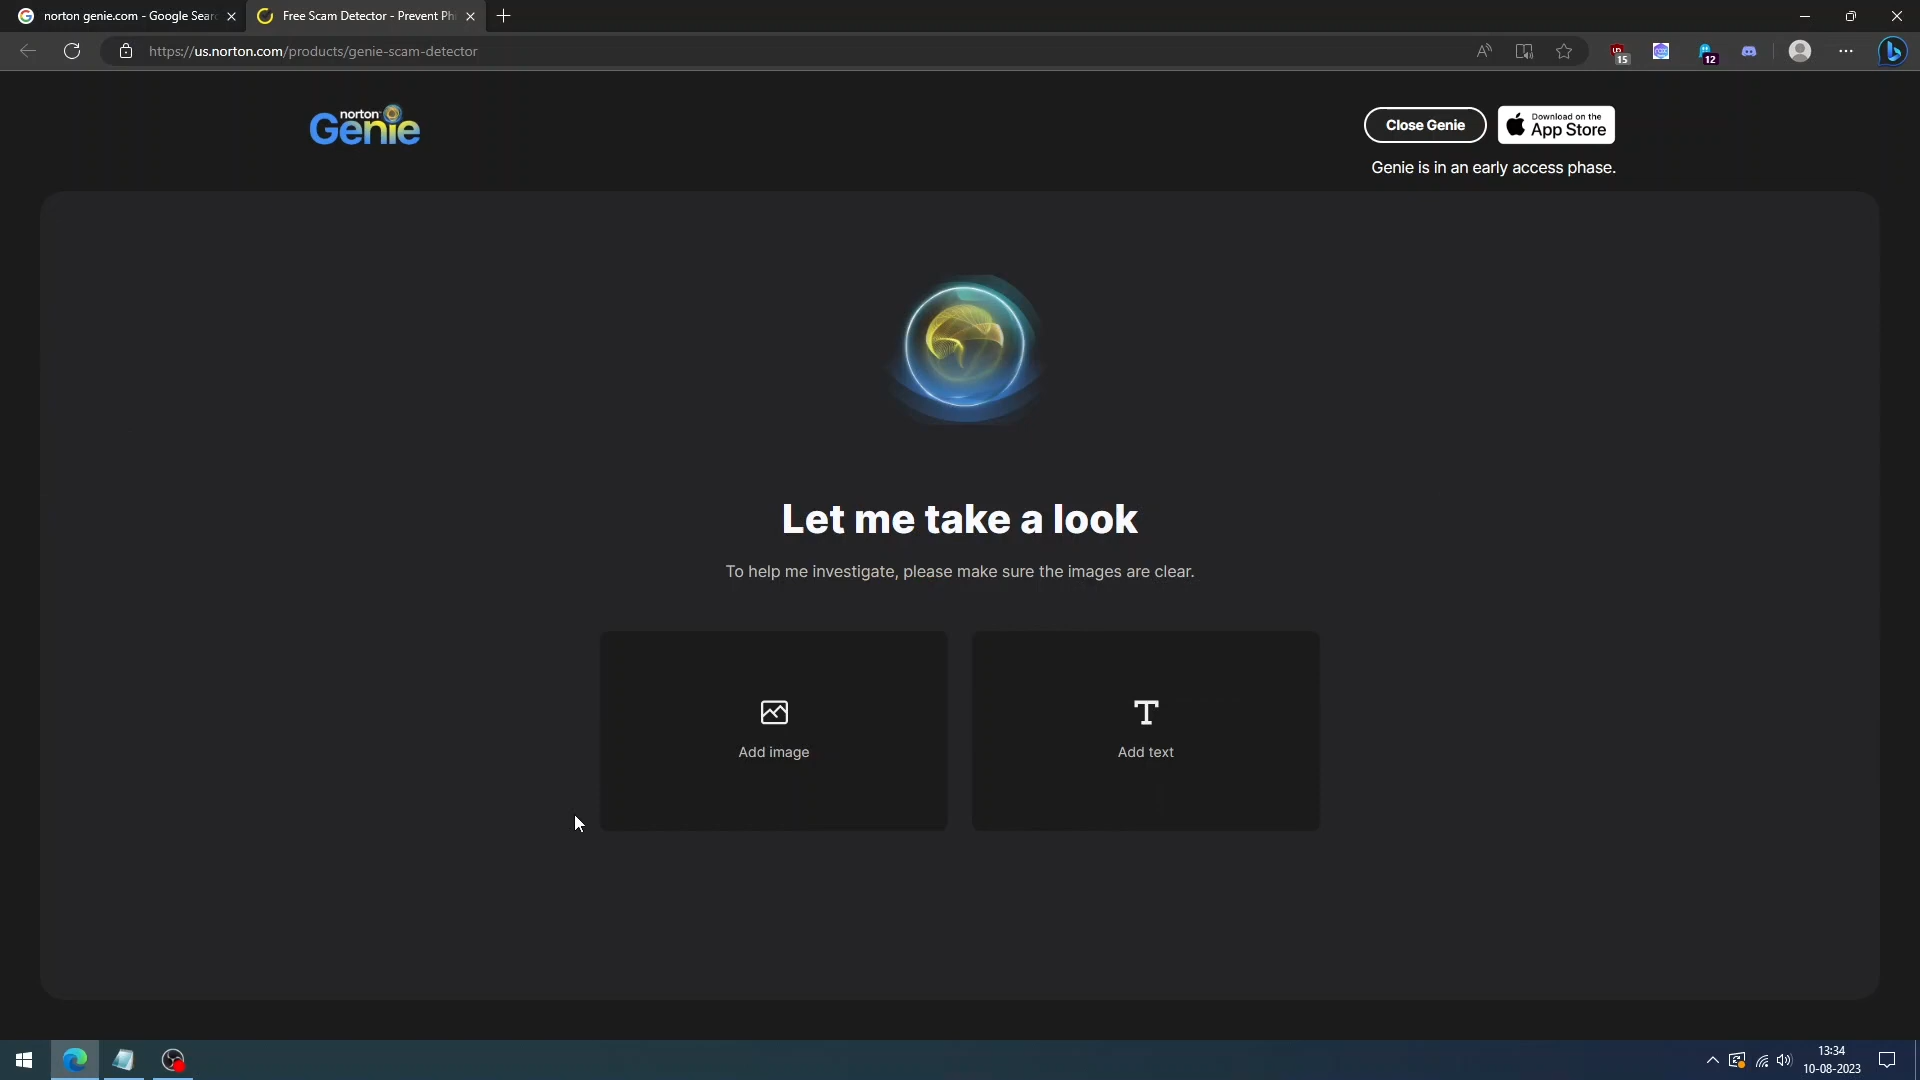 norton genie.com - Google Sear
Free Scam Detector - Prevent Ph
https://us.norton.com/products/genie-scam-detector
15
12
norton
Genie
Close Genie
Download on the
App Store
Genie is in an early access phase.
Let me take a look
To help me investigate, please make sure the images are clear.
Add image
Add text
13:34
10-08-2023